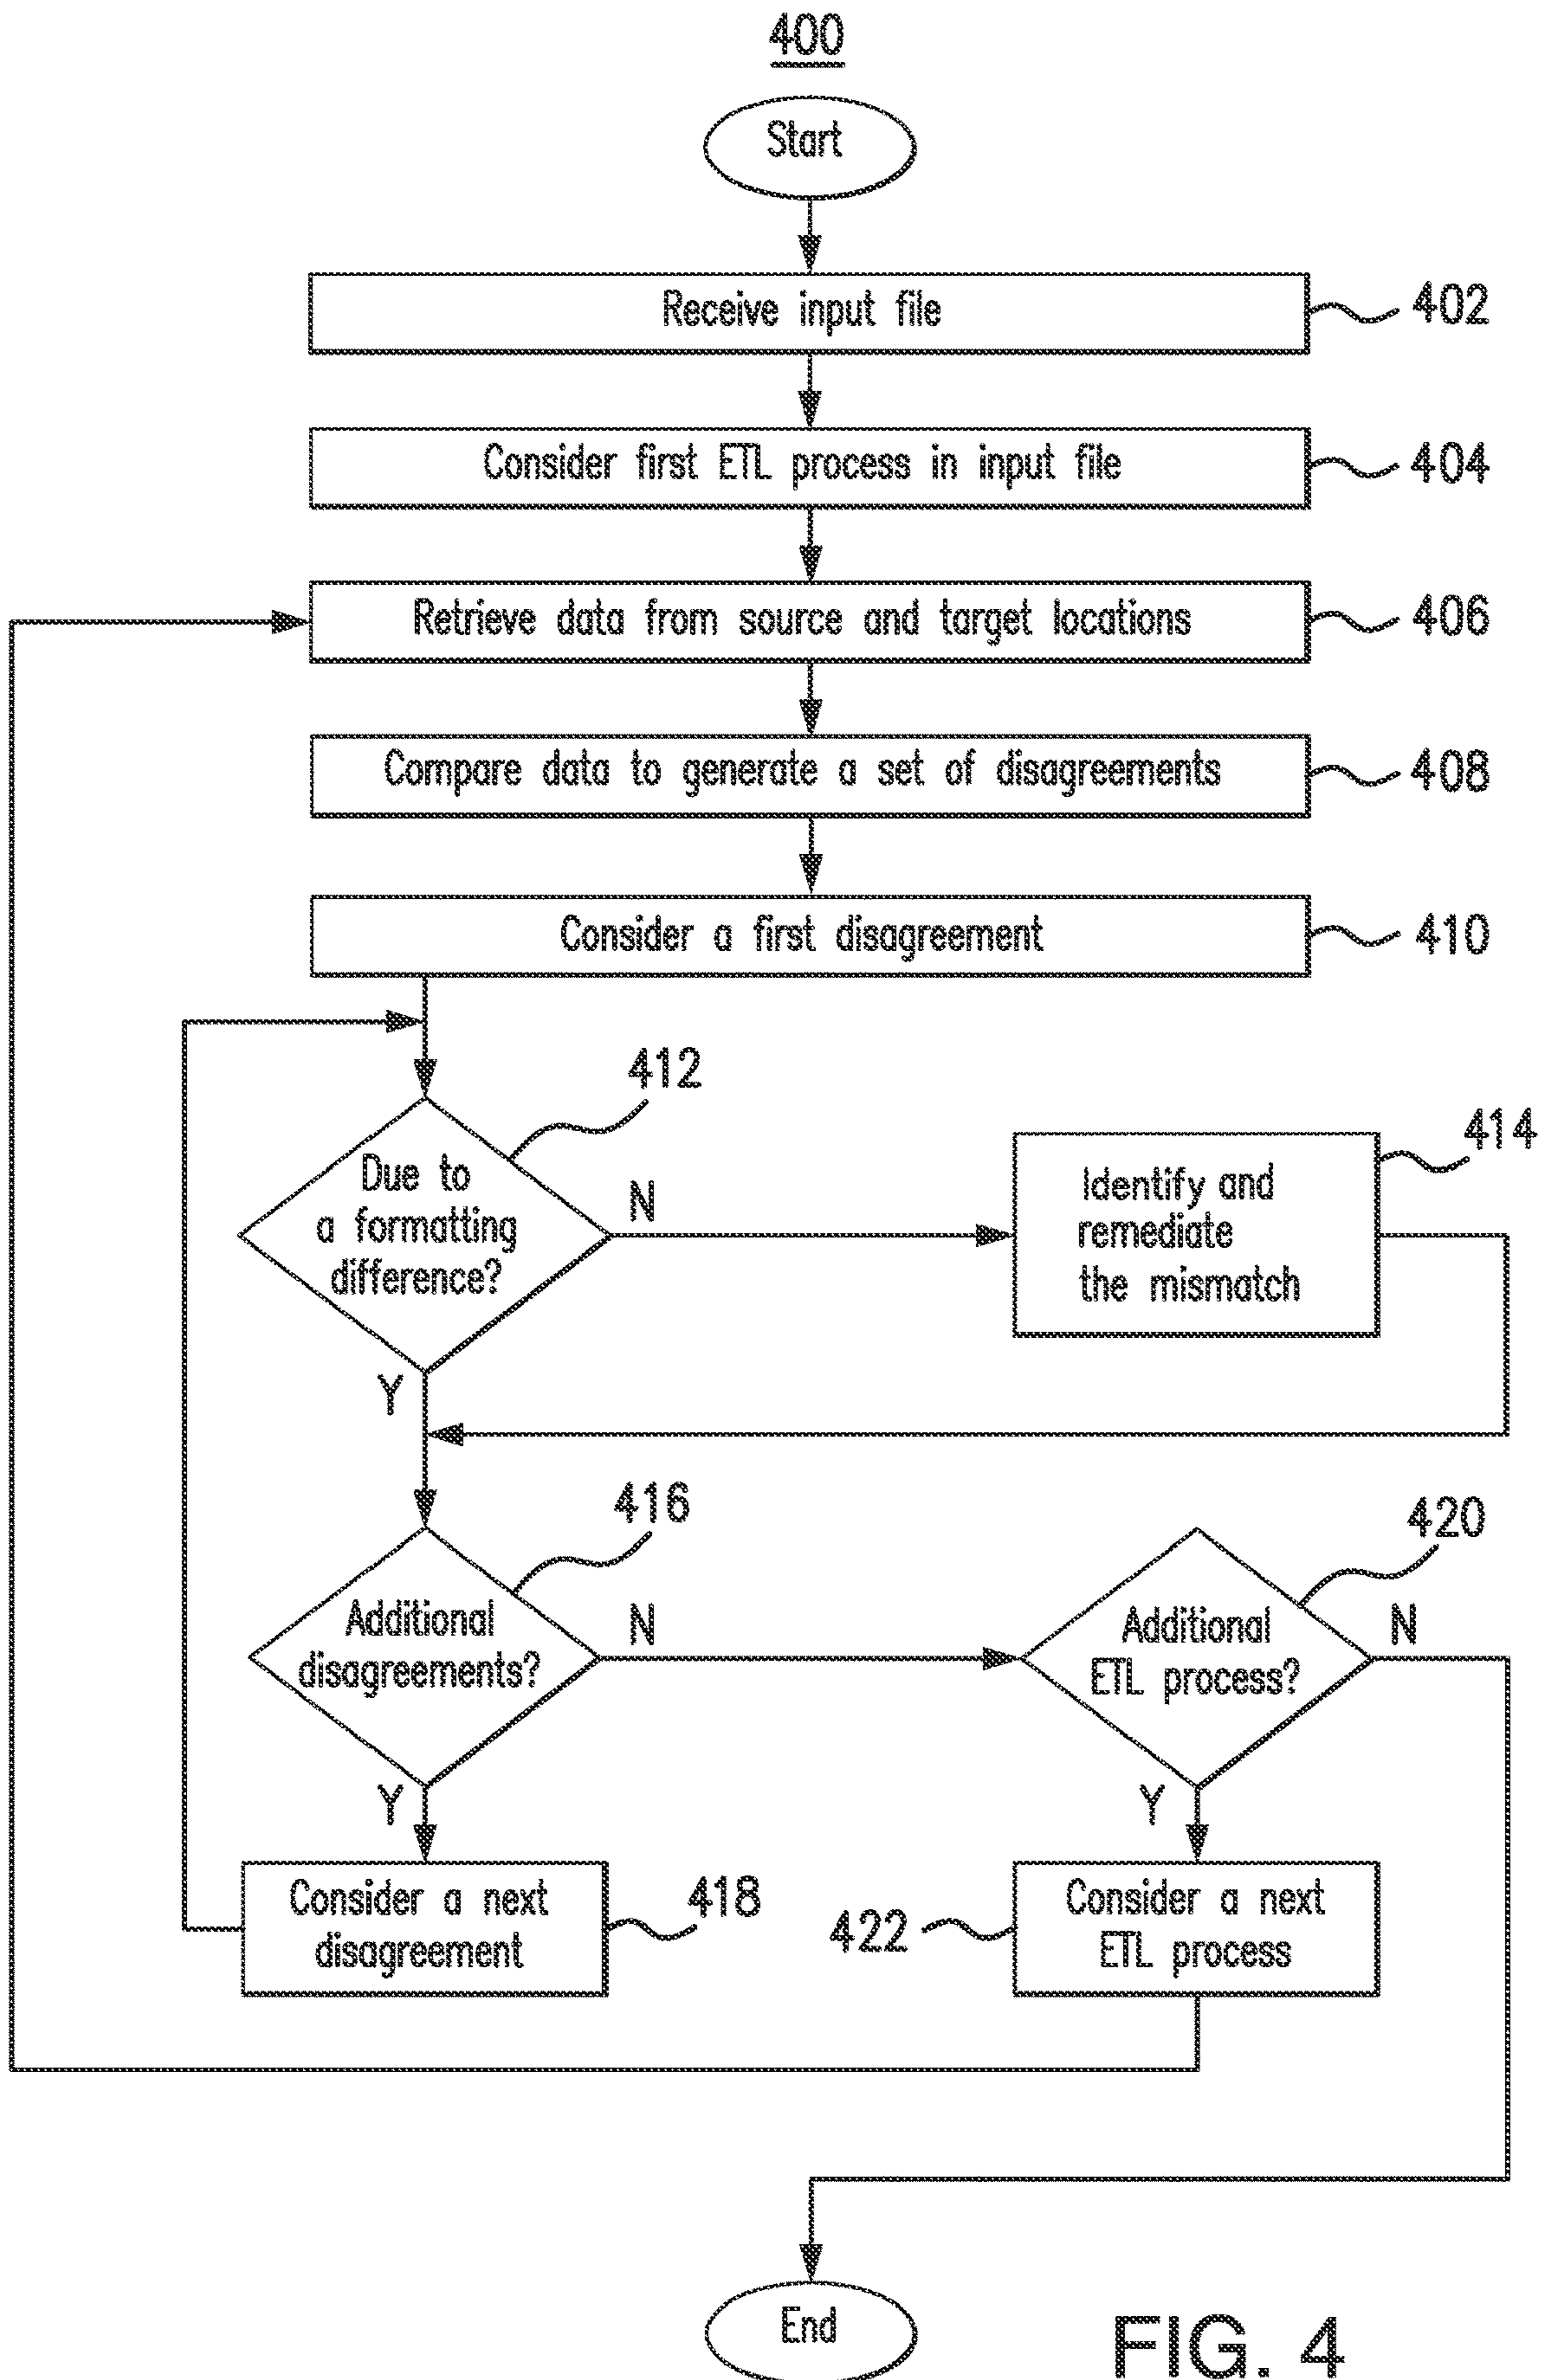 400
Start
Receive input file
402
Consider first ETL process in input file
404
Retrieve data from source and target locations
406
Compare data to generate a set of disagreements
408
Consider a first disagreement
410
412
Due to
a formatting
difference?
N
Y
414
Identify and
remediate
the mismatch
416
Additional
disagreements?
N
Y
420
Additional
ETL process?
N
Y
Consider a next
disagreement
418
422
Consider a next
ETL process
End
FIG. 4